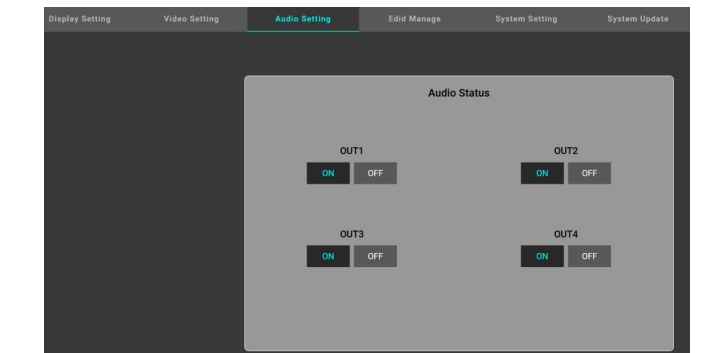 Display Setting Video Setting Audio Setting Edid Manage System Setting System Update
Audio Status
OUT1 OUT2
ON OFF ON OFF
OUT3 OUT4
ON OFF ON OFF